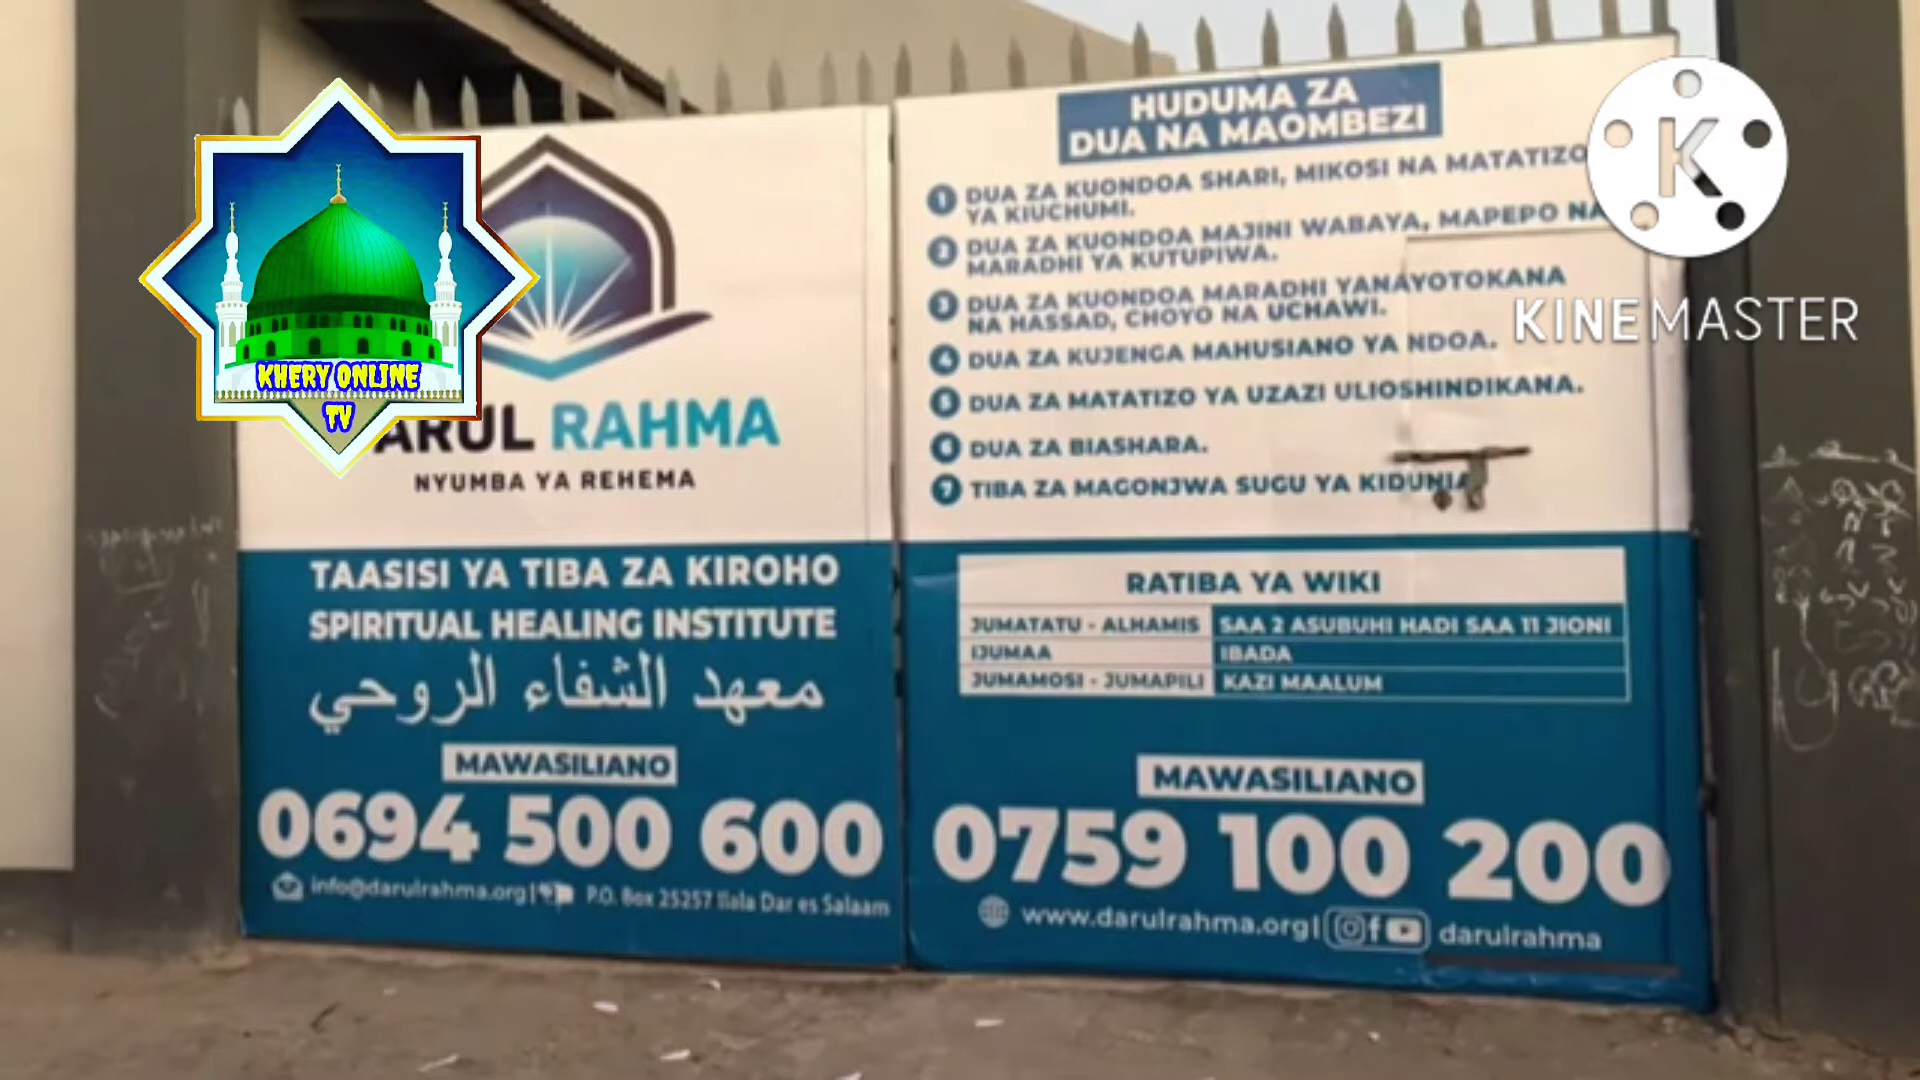 KHERY ONLINE
TV
ARUL RAHMA
NYUMBA YA REHEMA
TAASISI YA TIBA ZA KIROHO
SPIRITUAL HEALING INSTITUTE
معهد الشفاء الروحي
MAWASILIANO
0694 500 600
info@darulrahma.org| P.O. Box 25257 Ilala Dar es Salaam
HUDUMA ZA
DUA NA MAOMBEZI
1 DUA ZA KUONDOA SHARI, MIKOSI NA MATATIZO
YA KIUCHUMI.
2 DUA ZA KUONDOA MAJINI WABAYA, MAPEPO NA
MARADHI YA KUTUPIWA.
3 DUA ZA KUONDOA MARADHI YANAYOTOKANA
NA HASSAD, CHOYO NA UCHAWI.
4 DUA ZA KUJENGA MAHUSIANO YA NDOA.
5 DUA ZA MATATIZO YA UZAZI ULIOSHINDIKANA.
6 DUA ZA BIASHARA.
7 TIBA ZA MAGONJWA SUGU YA KIDUNIA
RATIBA YA WIKI
JUMATATU - ALHAMIS SAA 2 ASUBUHI HADI SAA 11 JIONI
IJUMAA IBADA
JUMAMOSI - JUMAPILI KAZI MAALUM
MAWASILIANO
0759 100 200
www.darulrahma.org| darulrahma
K
KINEMASTER